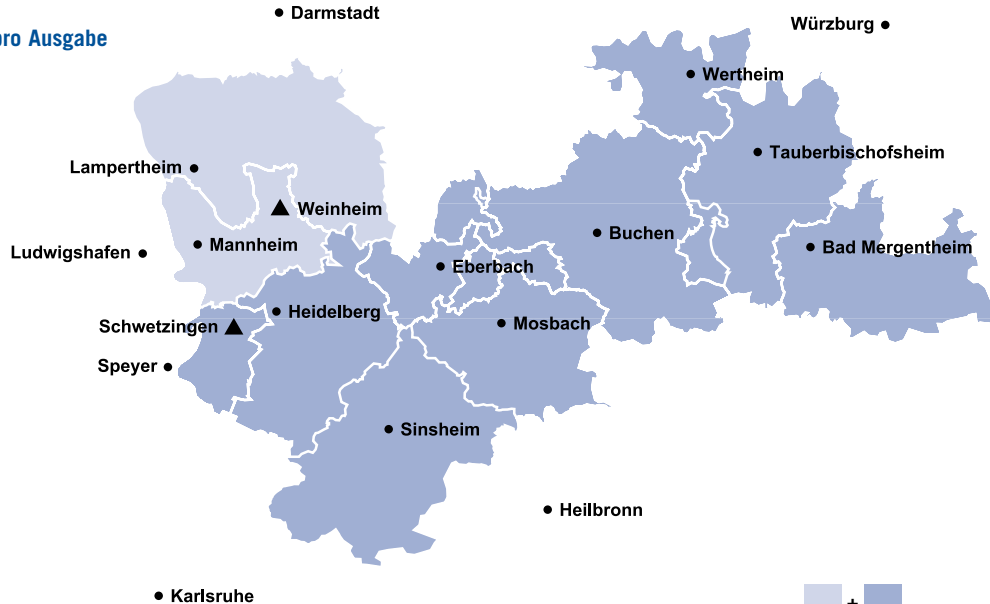 Darmstadt
Würzburg
pro Ausgabe
Wertheim
Tauberbischofsheim
Lampertheim
Weinheim
Buchen
Mannheim
Bad Mergentheim
Ludwigshafen
Eberbach
Heidelberg
Mosbach
Schwetzingen
Speyer
Sinsheim
Heilbronn
Karlsruhe
+